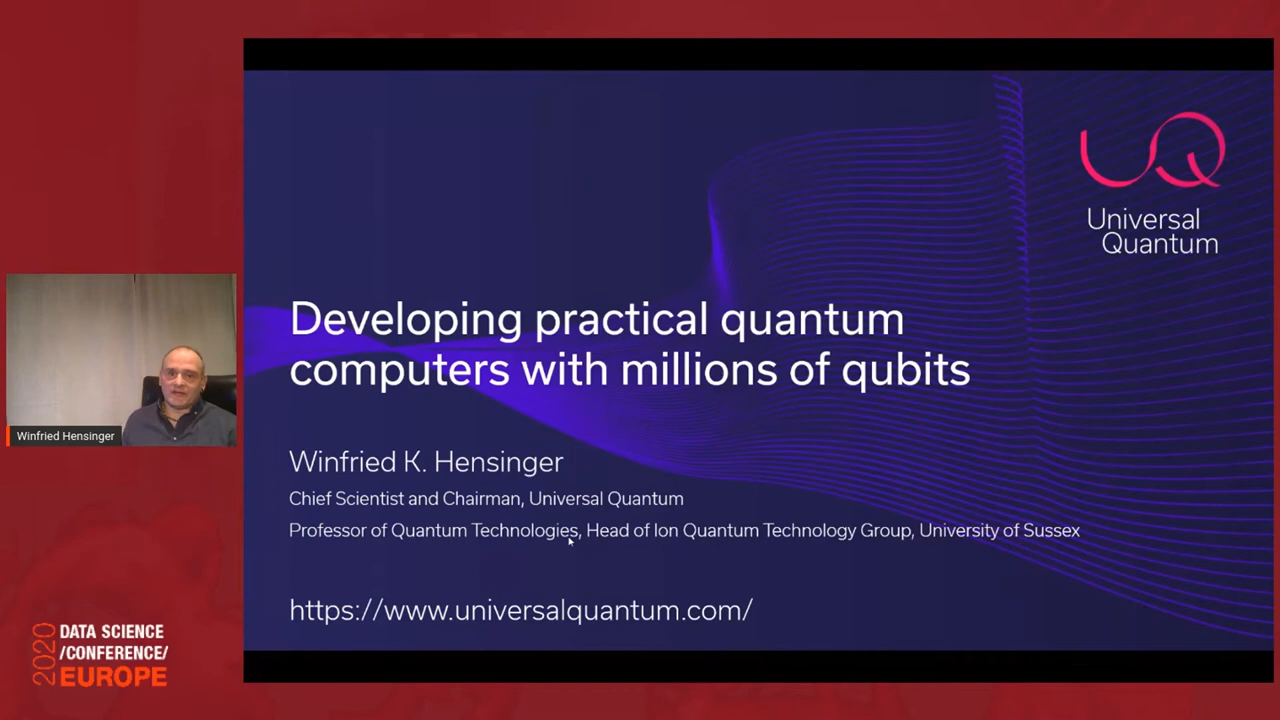 UQ
Universal
Quantum
Developing practical quantum
computers with millions of qubits
Winfried K. Hensinger
Chief Scientist and Chairman, Universal Quantum
Professor of Quantum Technologies, Head of Ion Quantum Technology Group, University of Sussex
https://www.universalquantum.com/
Winfried Hensinger
2020
DATA SCIENCE
/CONFERENCE/
EUROPE